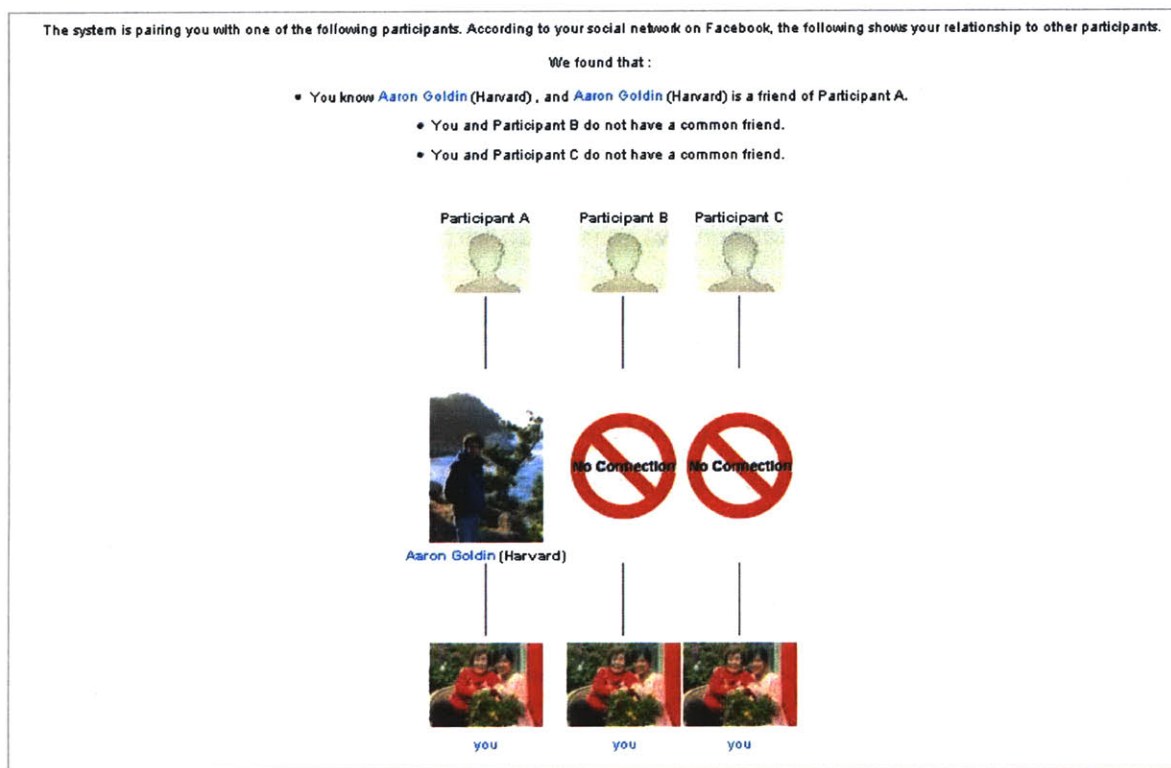 The system is pairing you with one of the following participants. According to your social network on Facebook, the following shows your relationship to other participants.
We found that :
• You know Aaron Goldin (Harvard) , and Aaron Goldin (Harvard) is a friend of Participant A.
• You and Participant B do not have a common friend.
• You and Participant C do not have a common friend.
Participant A Participant B Participant C
No Connection No Connection
Aaron Goldin (Harvard)
you you you